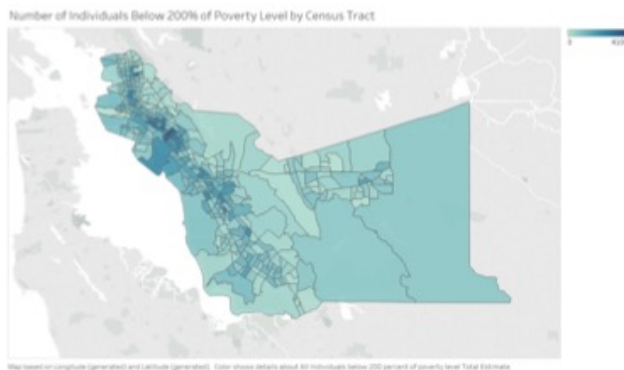 Number of Individuals Below 200% of Poverty Level by Census Tract
0
Map based on Longitude (generated) and Latitude (generated). Color shows details about All Individuals below 200 percent of poverty level Total Estimate.